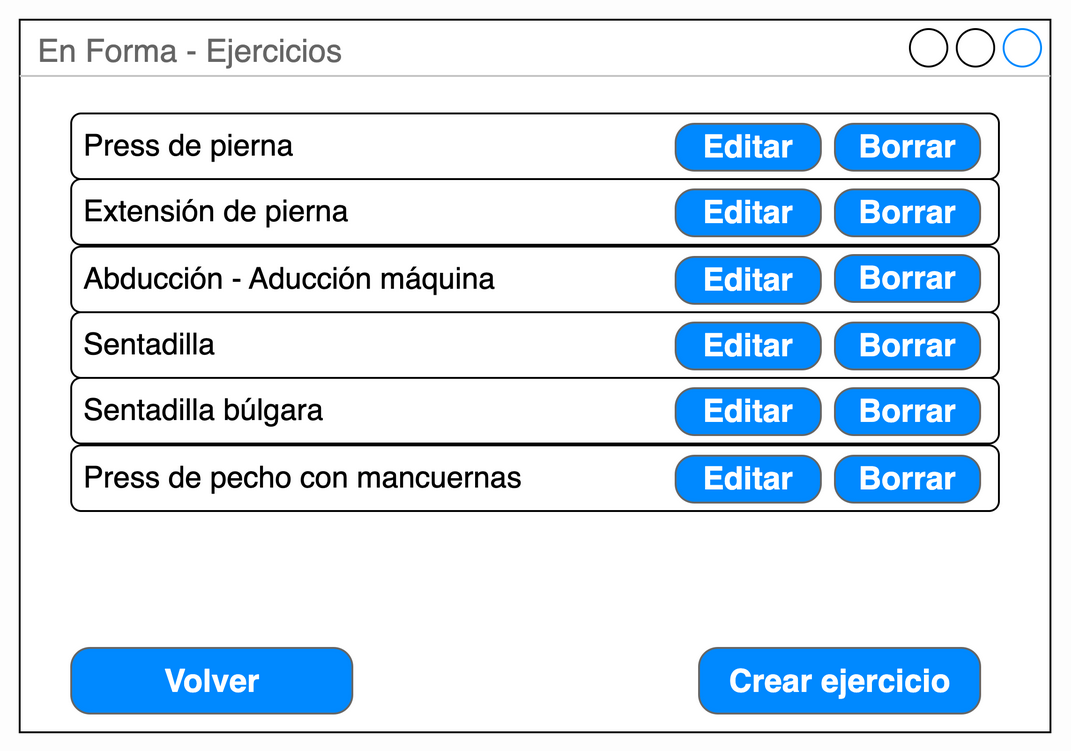 En Forma - Ejercicios
Press de pierna Editar Borrar
Extensión de pierna Editar Borrar
Abducción - Aducción máquina Editar Borrar
Sentadilla Editar Borrar
Sentadilla búlgara Editar Borrar
Press de pecho con mancuernas Editar Borrar
Volver Crear ejercicio